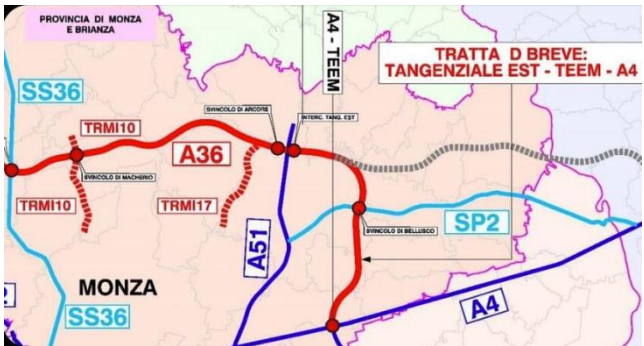 PROVINCIA DI MONZA
E BRIANZA
A4 - TEEM
TRATTA D BREVE:
TANGENZIALE EST - TEEM - A4
SS36
TRMI10
SVINCOLO DI ARCORE
INTERC. TANG. EST
A36
SVINCOLO DI MACHERIO
TRMI10
TRMI17
A51
SP2
SVINCOLO DI BELLUSCO
MONZA
SS36
A4